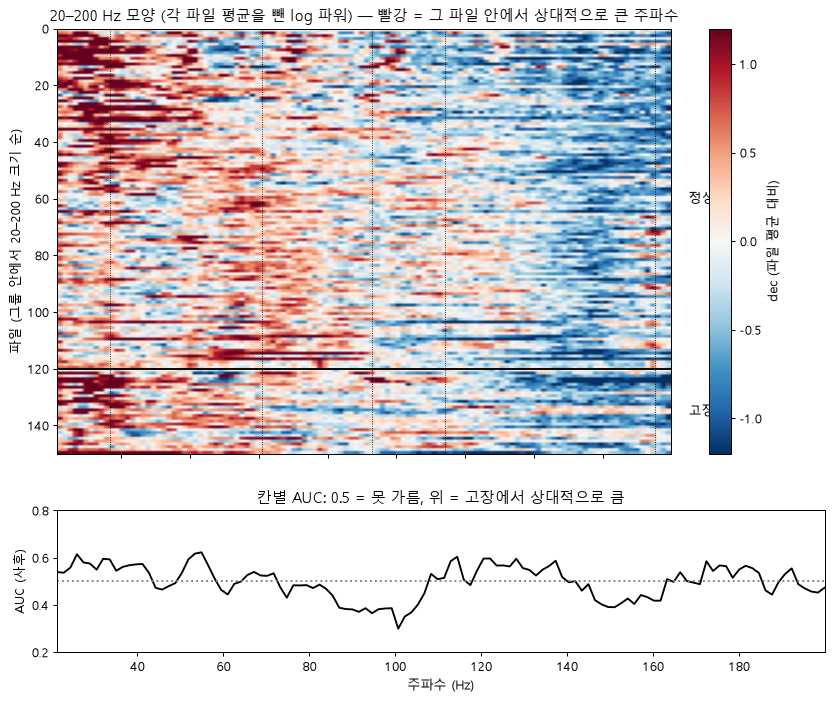 20–200 Hz 모양 (각 파일 평균을 뺀 log 파워) — 빨강 = 그 파일 안에서 상대적으로 큰 주파수
파일 (그룹 안에서 20–200 Hz 크기 순)
0
20
40
60
80
100
120
140
정상
고장
1.0
0.5
0.0
-0.5
-1.0
dec (파일 평균 대비)
칸별 AUC: 0.5 = 못 가름, 위 = 고장에서 상대적으로 큼
AUC (사후)
0.8
0.6
0.4
0.2
40 60 80 100 120 140 160 180
주파수 (Hz)